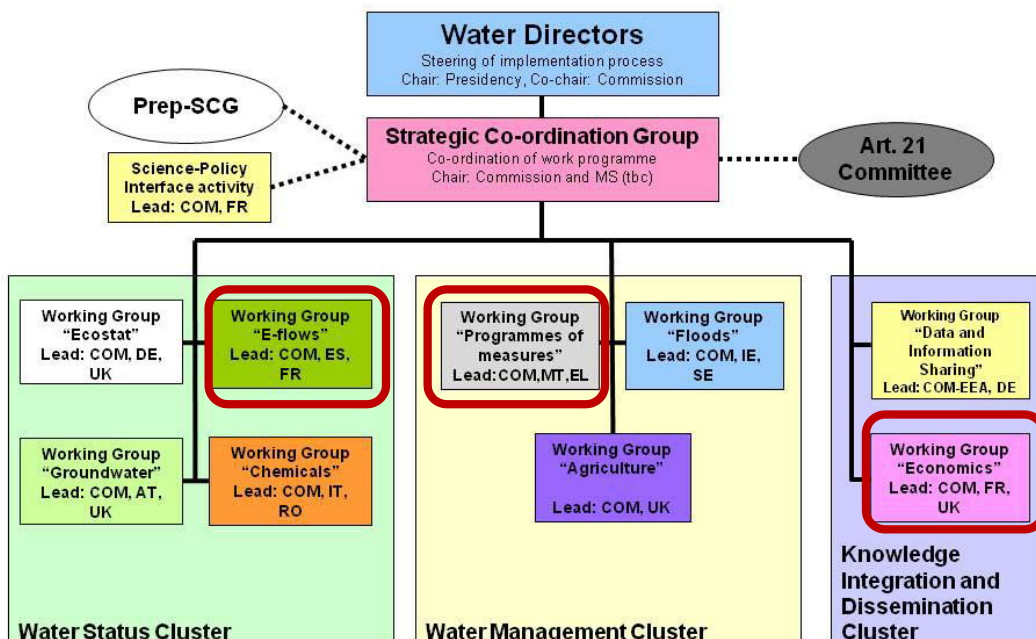 Water Directors
Steering of implementation process
Chair: Presidency, Co-chair: Commission
Prep-SCG
Strategic Co-ordination Group
Co-ordination of work programme
Chair: Commission and MS (tbc)
Art. 21
Committee
Science-Policy
Interface activity
Lead: COM, FR
Working Group
“Ecostat”
Lead: COM, DE,
UK
Working Group
“E-flows”
Lead: COM, ES,
FR
Working Group
“Groundwater”
Lead: COM, AT,
UK
Working Group
“Chemicals”
Lead: COM, IT,
RO
Water Status Cluster
Working Group
“Programmes of
measures”
Lead:COM,MT,EL
Working Group
“Floods”
Lead: COM, IE,
SE
Working Group
“Agriculture”
Lead: COM, UK
Water Management Cluster
Working Group
“Data and
Information
Sharing”
Lead: COM-EEA, DE
Working Group
“Economics”
Lead: COM, FR,
UK
Knowledge
Integration and
Dissemination
Cluster